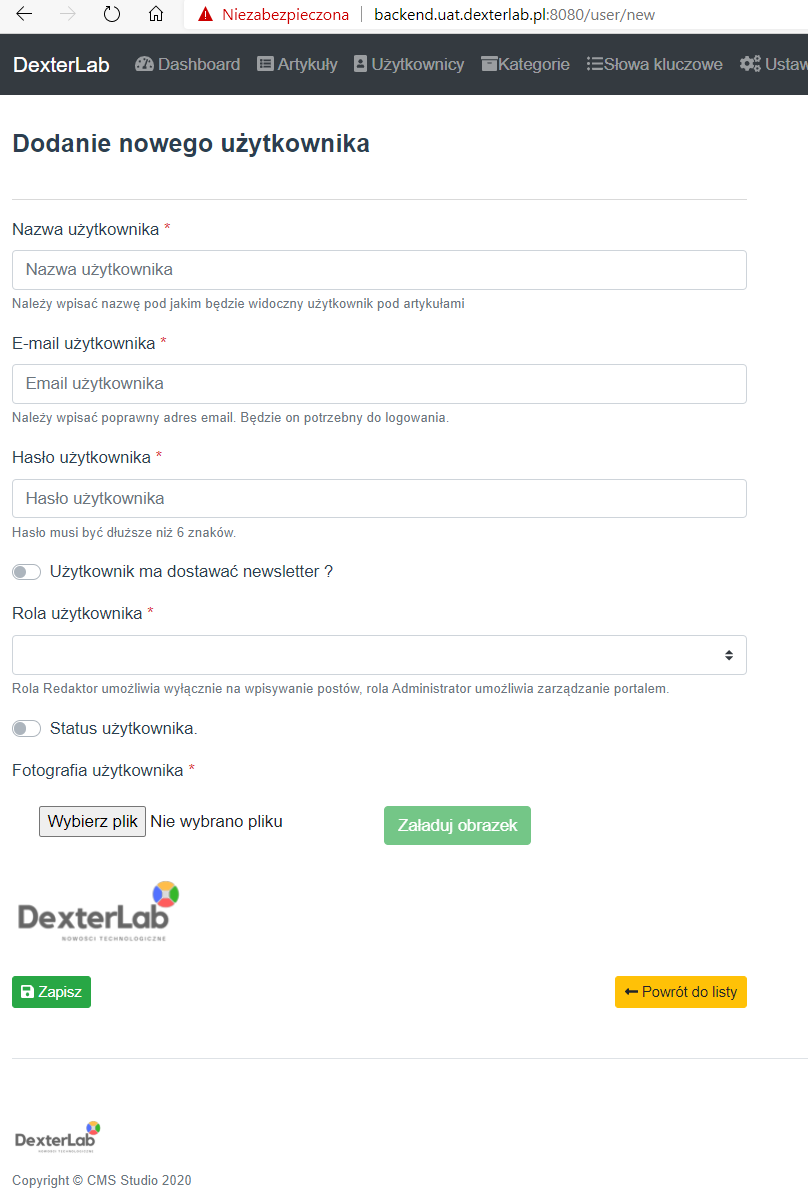 Niezabezpieczona | backend.uat.dexterlab.pl:8080/user/new
DexterLab Dashboard Artykuły Użytkownicy Kategorie Słowa kluczowe Ustaw
Dodanie nowego użytkownika
Nazwa użytkownika *
Nazwa użytkownika
Należy wpisać nazwę pod jakim będzie widoczny użytkownik pod artykułami
E-mail użytkownika *
Email użytkownika
Należy wpisać poprawny adres email. Będzie on potrzebny do logowania.
Hasło użytkownika *
Hasło użytkownika
Hasło musi być dłuższe niż 6 znaków.
Użytkownik ma dostawać newsletter ?
Rola użytkownika *
Rola Redaktor umożliwia wyłącznie na wpisywanie postów, rola Administrator umożliwia zarządzanie portalem.
Status użytkownika.
Fotografia użytkownika *
Wybierz plik Nie wybrano pliku Załaduj obrazek
DexterLab
NOWOŚCI TECHNOLOGICZNE
Zapisz Powrót do listy
DexterLab
NOWOŚCI TECHNOLOGICZNE
Copyright © CMS Studio 2020